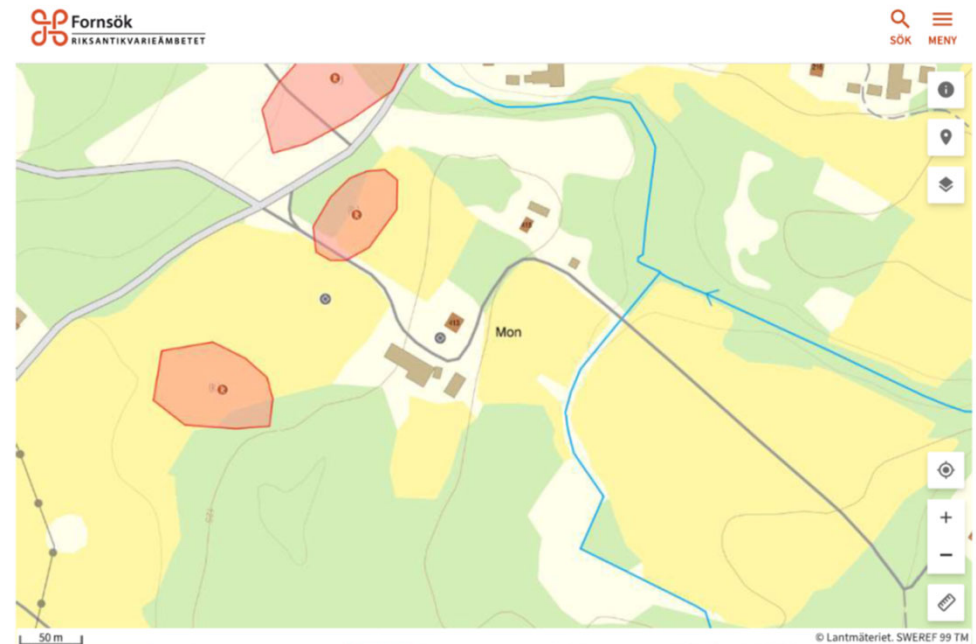 Fornsök
RIKSANTIKVARIEÄMBETET
SÖK
MENY
Mon
50 m
© Lantmäteriet. SWEREF 99 TM